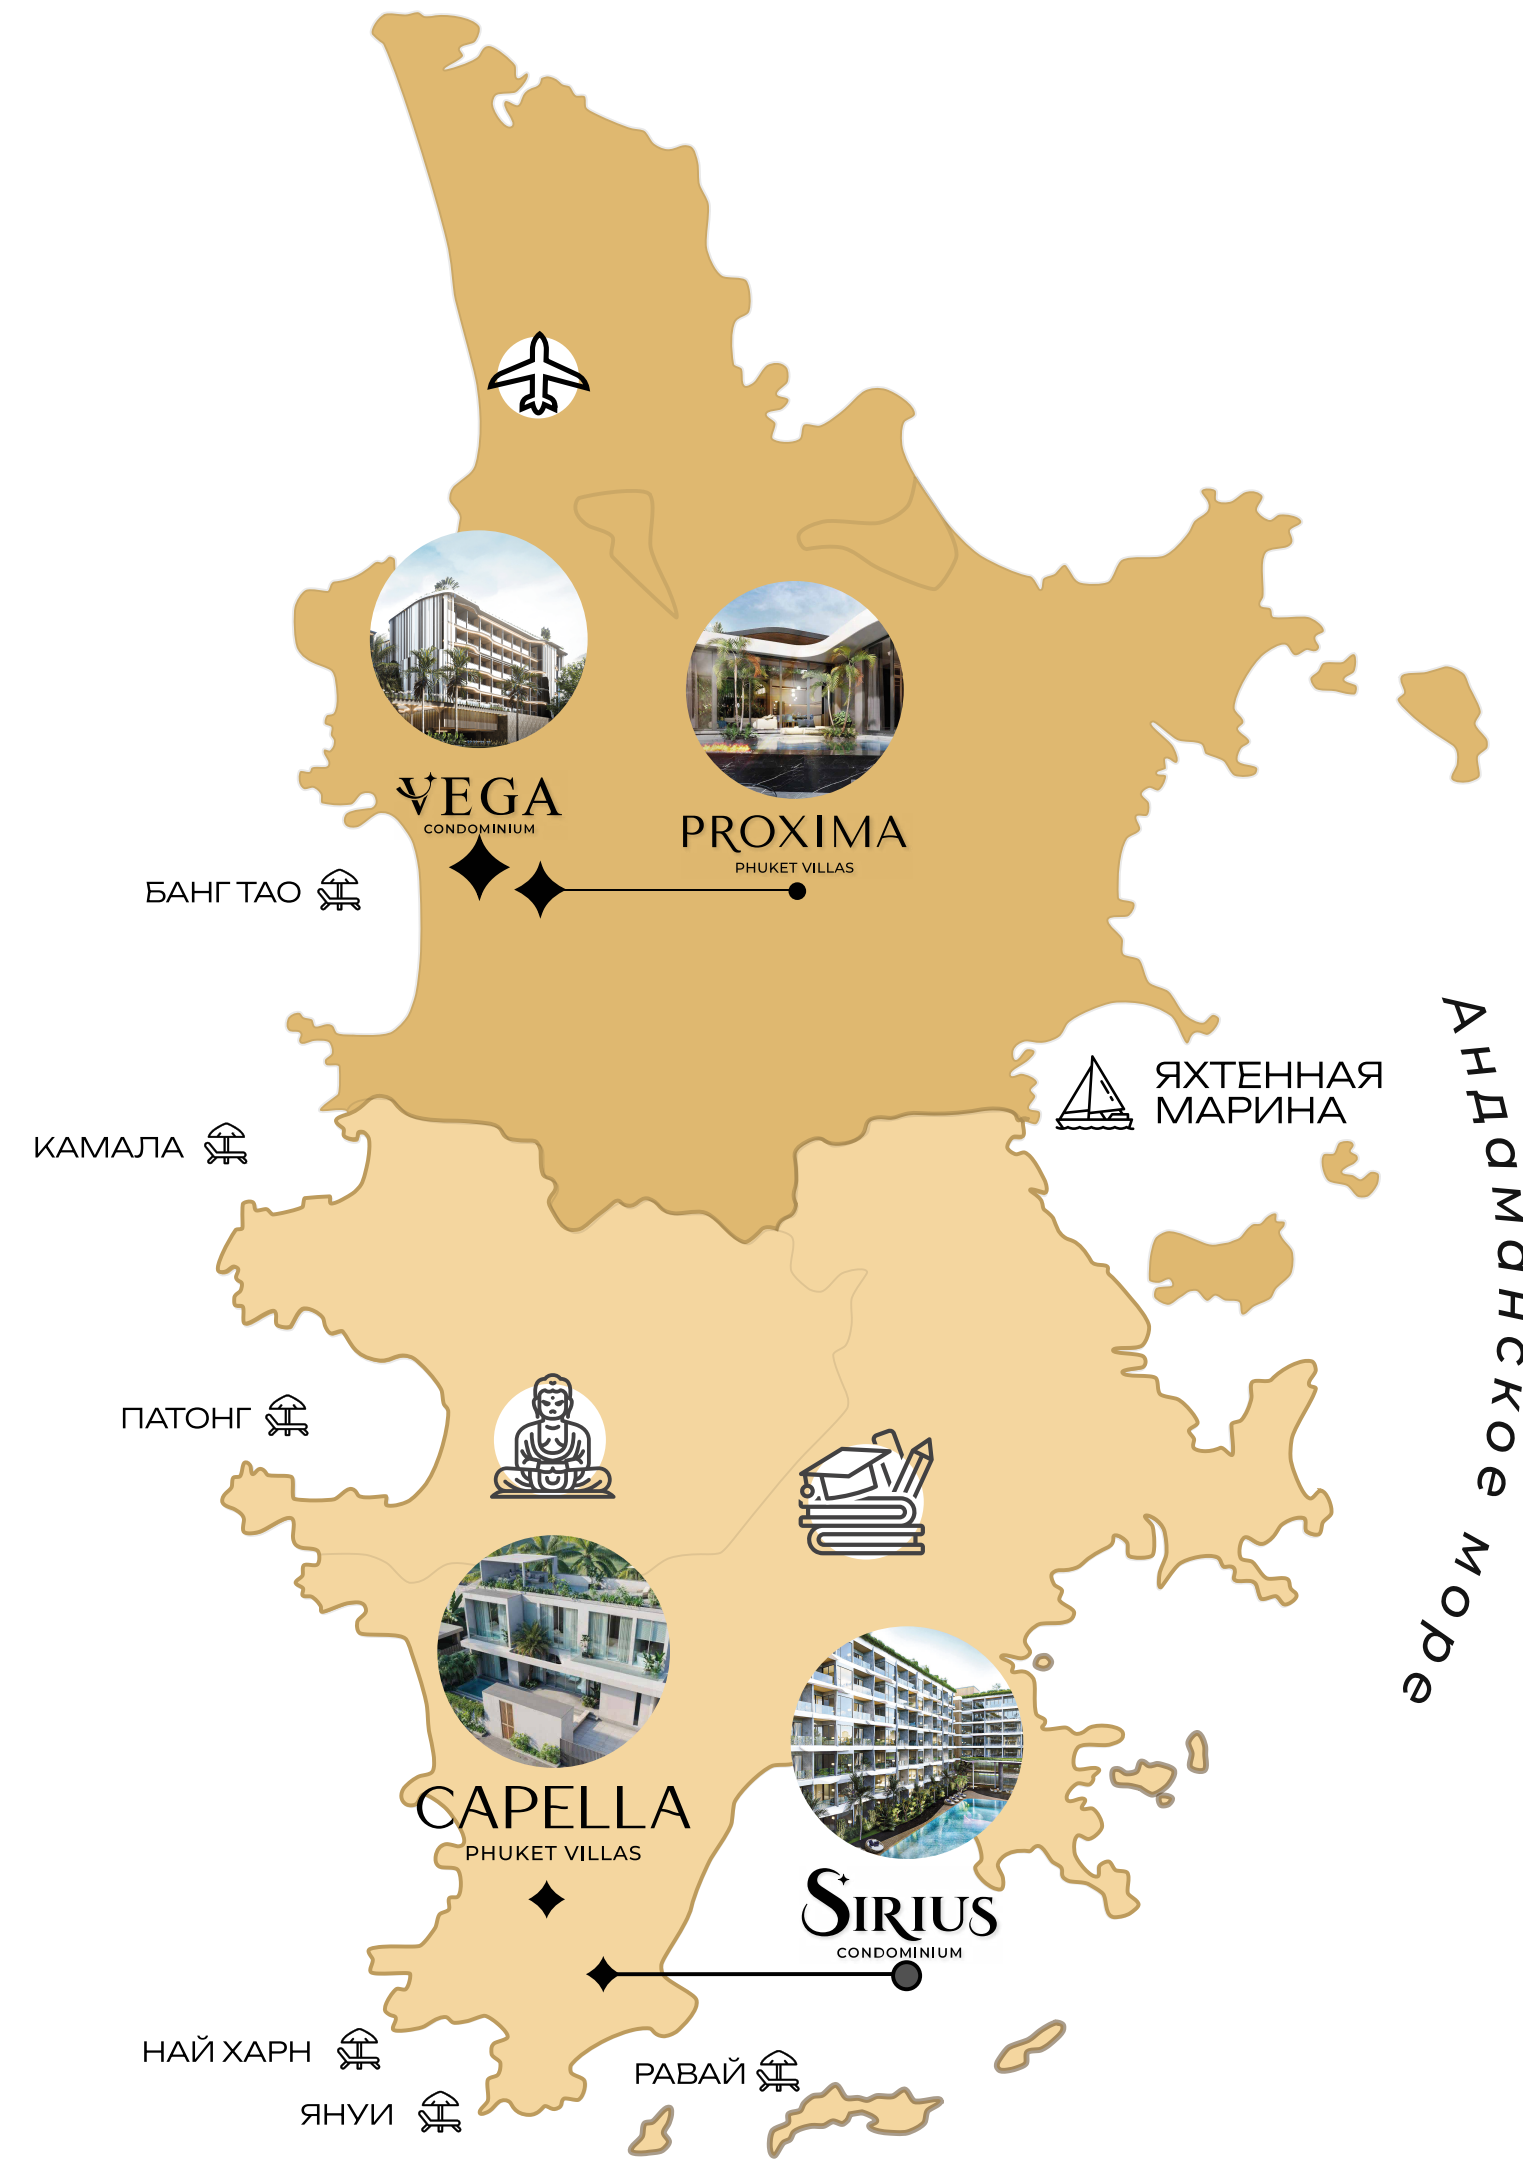 VEGA
CONDOMINIUM
PROXIMA
PHUKET VILLAS
БАНГ ТАО
ЯХТЕННАЯ
МАРИНА
Андаманское море
КАМАЛА
ПАТОНГ
CAPELLA
PHUKET VILLAS
SIRIUS
CONDOMINIUM
НАЙ ХАРН
РАВАЙ
ЯНУИ